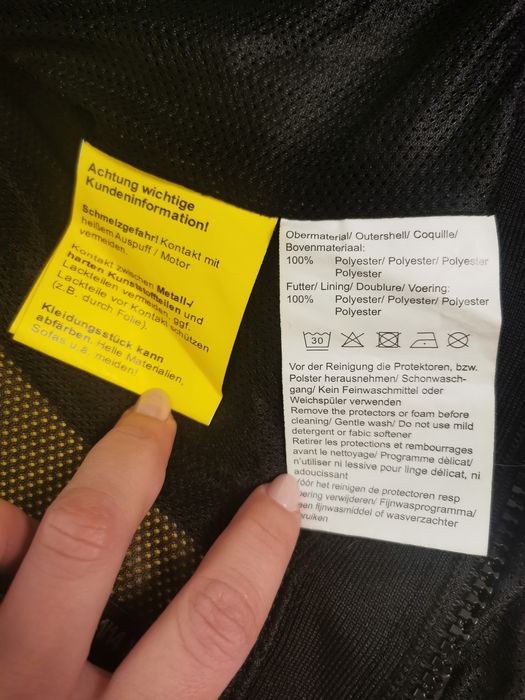 Achtung wichtige
Kundeninformation!
Schmelzgefahr! Kontakt mit
heißem Auspuff / Motor
vermeiden.
Kontakt zwischen Metall-/
harten Kunststoffteilen und
Lackteilen vermeiden, ggf.
Lackteile vor Kontakt schützen
(z.B. durch Folie).
Kleidungsstück kann
abfärben. Helle Materialien,
Sofas u.ä. meiden!
Obermaterial/ Outershell/ Coquille/
Bovenmateriaal:
100% Polyester/ Polyester/ Polyester
Polyester
Futter/ Lining/ Doublure/ Voering:
100% Polyester/ Polyester/ Polyester
Polyester
30
Vor der Reinigung die Protektoren, bzw.
Polster herausnehmen/ Schonwasch-
gang/ Kein Feinwaschmittel oder
Weichspüler verwenden
Remove the protectors or foam before
cleaning/ Gentle wash/ Do not use mild
detergent or fabic softener
Retirer les protections et rembourrages
avant le nettoyage/ Programme délicat/
n'utiliser ni lessive pour linge délicat, ni
adoucissant
het reinigen de protectoren resp
verwijderen/ Fijnwasprogramma/
fijnwasmiddel of wasverzachter